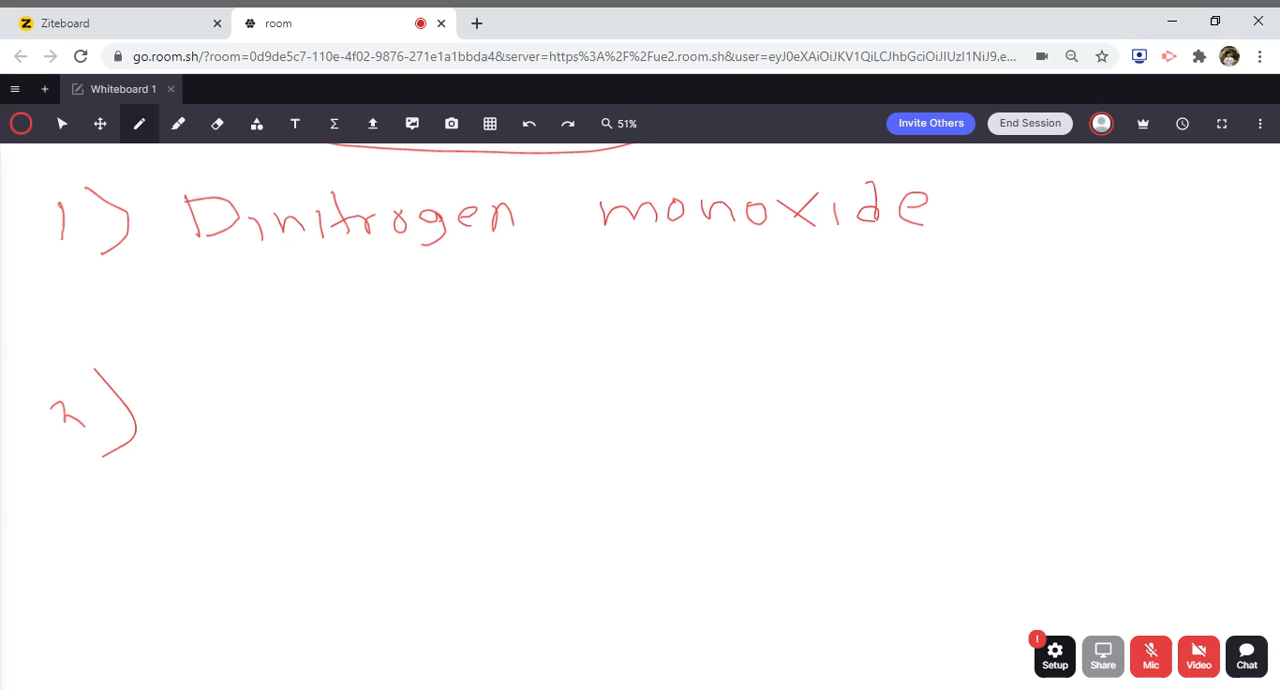 Ziteboard
room
go.room.sh/?room=0d9de5c7-110e-4f02-9876-271e1a1bbda4&server=https%3A%2F%2Fue2.room.sh&user=eyJ0eXAiOiJKV1QiLCJhbGciOiJIUzI1NiJ9.e...
Whiteboard 1
T Σ 51% Invite Others End Session
1) Dinitrogen monoxide
2)
Setup Share Mic Video Chat